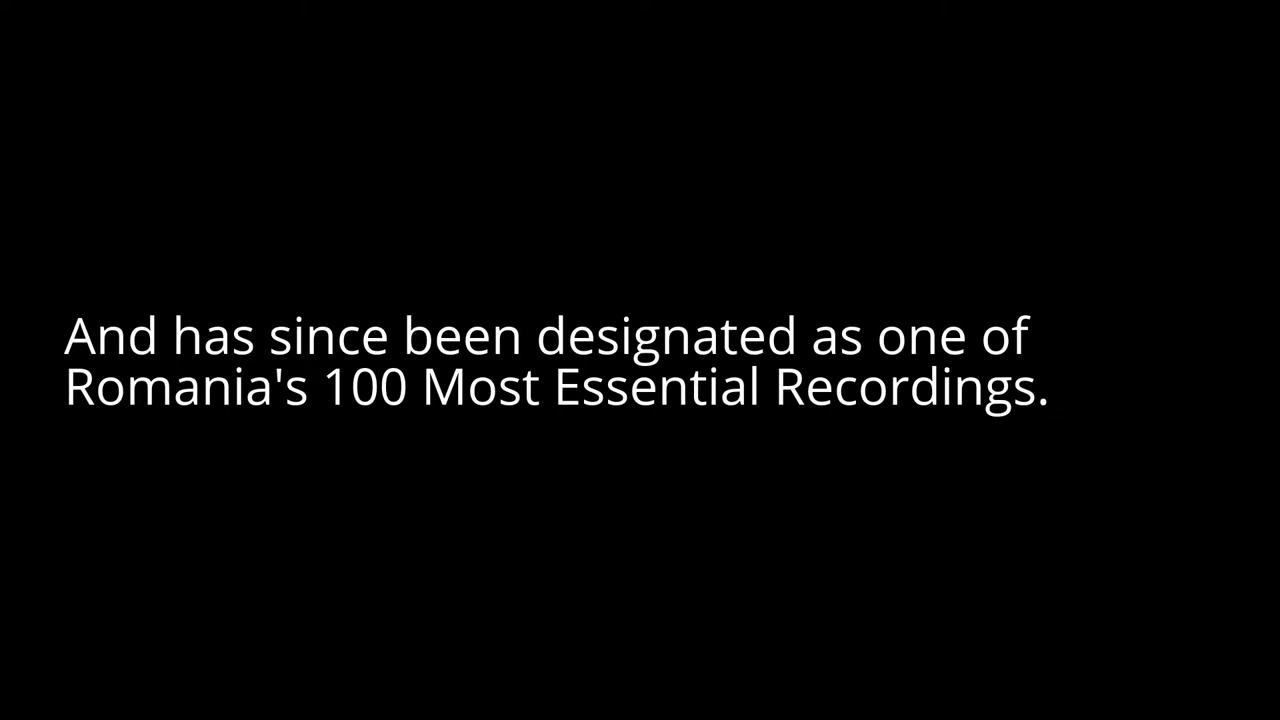 And has since been designated as one of
Romania's 100 Most Essential Recordings.